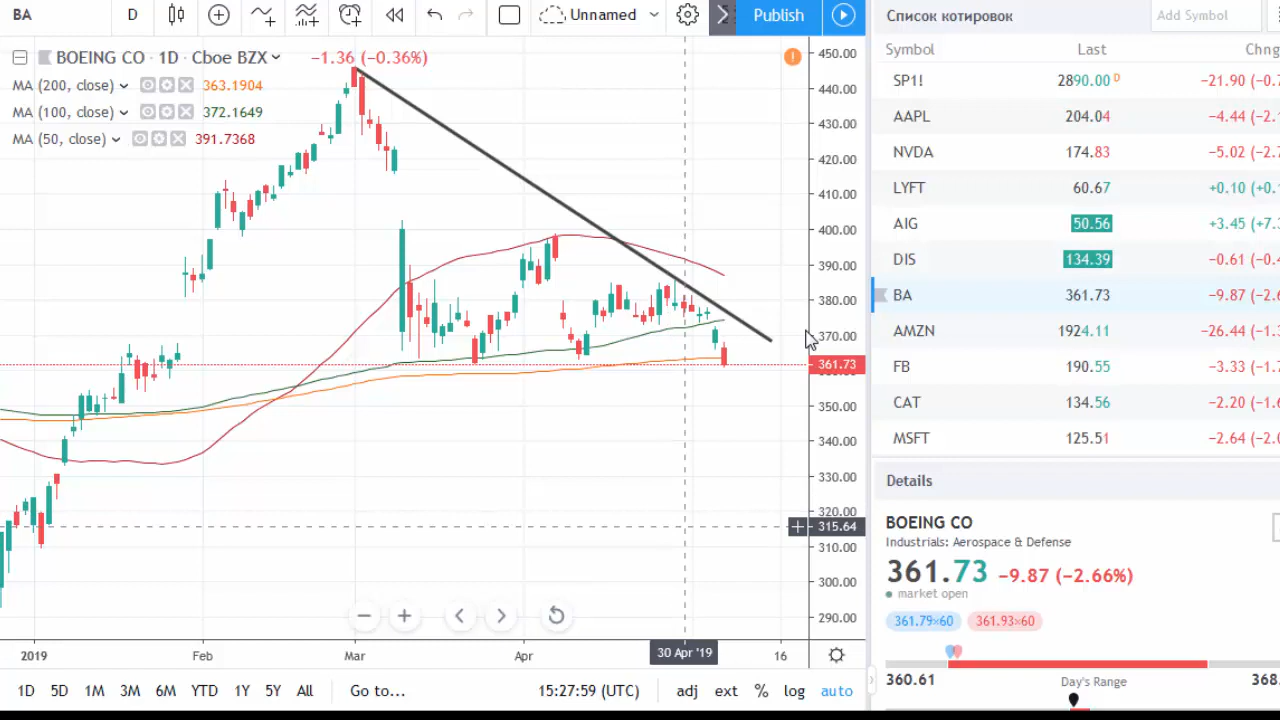 BA D Unnamed Publish
BOEING CO · 1D · Cboe BZX −1.36 (−0.36%)
MA (200, close) 363.1904
MA (100, close) 372.1649
MA (50, close) 391.7368
450.00
440.00
430.00
420.00
410.00
400.00
390.00
380.00
370.00
361.73
350.00
340.00
330.00
320.00
315.64
310.00
300.00
290.00
2019 Feb Mar Apr 30 Apr '19 16
1D 5D 1M 3M 6M YTD 1Y 5Y All Go to... 15:27:59 (UTC) adj ext % log auto
Список котировок Add Symbol
Symbol Last Chng
SP1! 2890.00 D −21.90
AAPL 204.04 −4.44
NVDA 174.83 −5.02
LYFT 60.67 +0.10
AIG 50.56 +3.45
DIS 134.39 −0.61
BA 361.73 −9.87
AMZN 1924.11 −26.44
FB 190.55 −3.33
CAT 134.56 −2.20
MSFT 125.51 −2.64
Details
BOEING CO
Industrials: Aerospace & Defense
361.73 −9.87 (−2.66%)
market open
361.79×60 361.93×60
360.61 Day's Range 368.